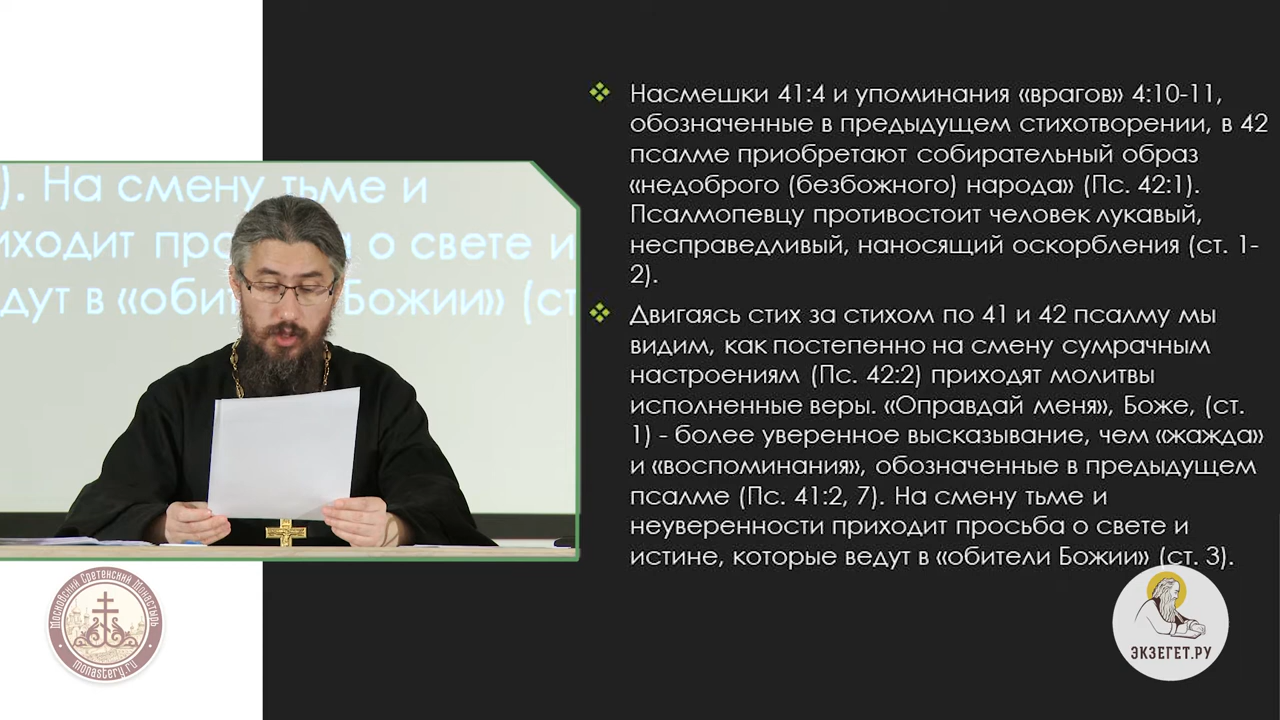 Насмешки 41:4 и упоминания «врагов» 4:10-11,
обозначенные в предыдущем стихотворении, в 42
псалме приобретают собирательный образ
«недоброго (безбожного) народа» (Пс. 42:1).
Псалмопевцу противостоит человек лукавый,
несправедливый, наносящий оскорбления (ст. 1-
2).
Двигаясь стих за стихом по 41 и 42 псалму мы
видим, как постепенно на смену сумрачным
настроениям (Пс. 42:2) приходят молитвы
исполненные веры. «Оправдай меня», Боже, (ст.
1) - более уверенное высказывание, чем «жажда»
и «воспоминания», обозначенные в предыдущем
псалме (Пс. 41:2, 7). На смену тьме и
неуверенности приходит просьба о свете и
истине, которые ведут в «обители Божии» (ст. 3).
). На смену тьме и
иходит про о свете и
едут в «оби Божии» (ст
Московский Сретенский Монастырь
monastery.ru
ЭКЗЕГЕТ.РУ